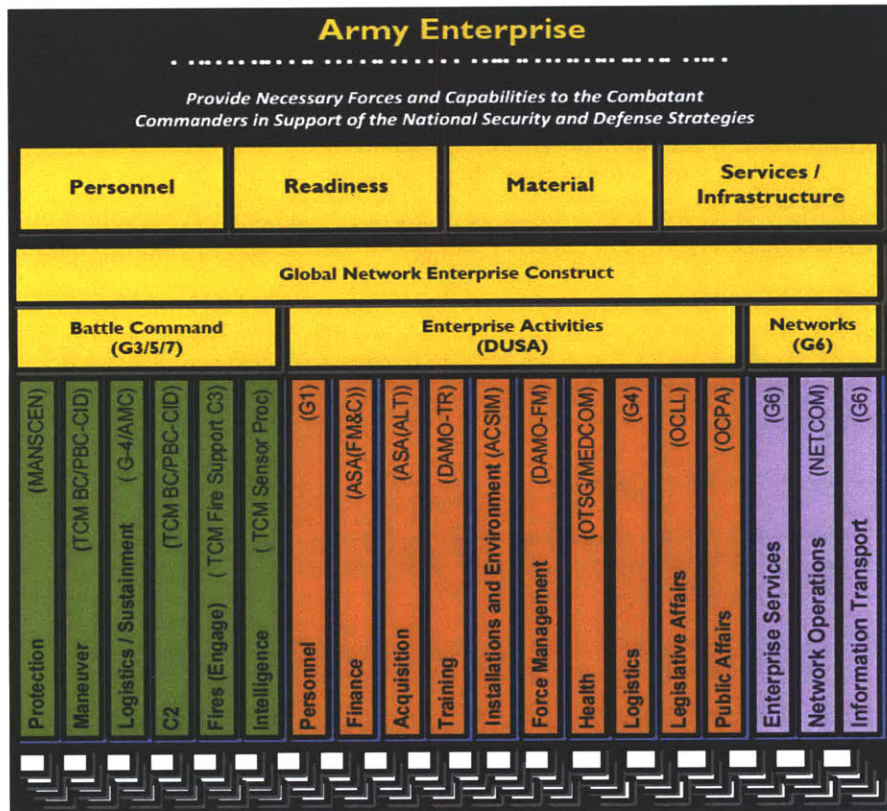 Army Enterprise
Provide Necessary Forces and Capabilities to the Combatant
Commanders in Support of the National Security and Defense Strategies
Personnel
Readiness
Material
Services /
Infrastructure
Global Network Enterprise Construct
Battle Command
(G3/5/7)
Enterprise Activities
(DUSA)
Networks
(G6)
Protection (MANSCEN)
Maneuver (TCM BC/PBC-CID)
Logistics / Sustainment ( G-4/AMC)
C2 (TCM BC/PBC-CID)
Fires (Engage) ( TCM Fire Support C3)
Intelligence ( TCM Sensor Proc)
Personnel (G1)
Finance (ASA(FM&C)
Acquisition (ASA(ALT))
Training (DAMO-TR)
Installations and Environment (ACSIM)
Force Management (DAMO-FM)
Health (OTSG/MEDCOM)
Logistics (G4)
Legislative Affairs (OCLL)
Public Affairs (OCPA)
Enterprise Services (G6)
Network Operations (NETCOM)
Information Transport (G6)